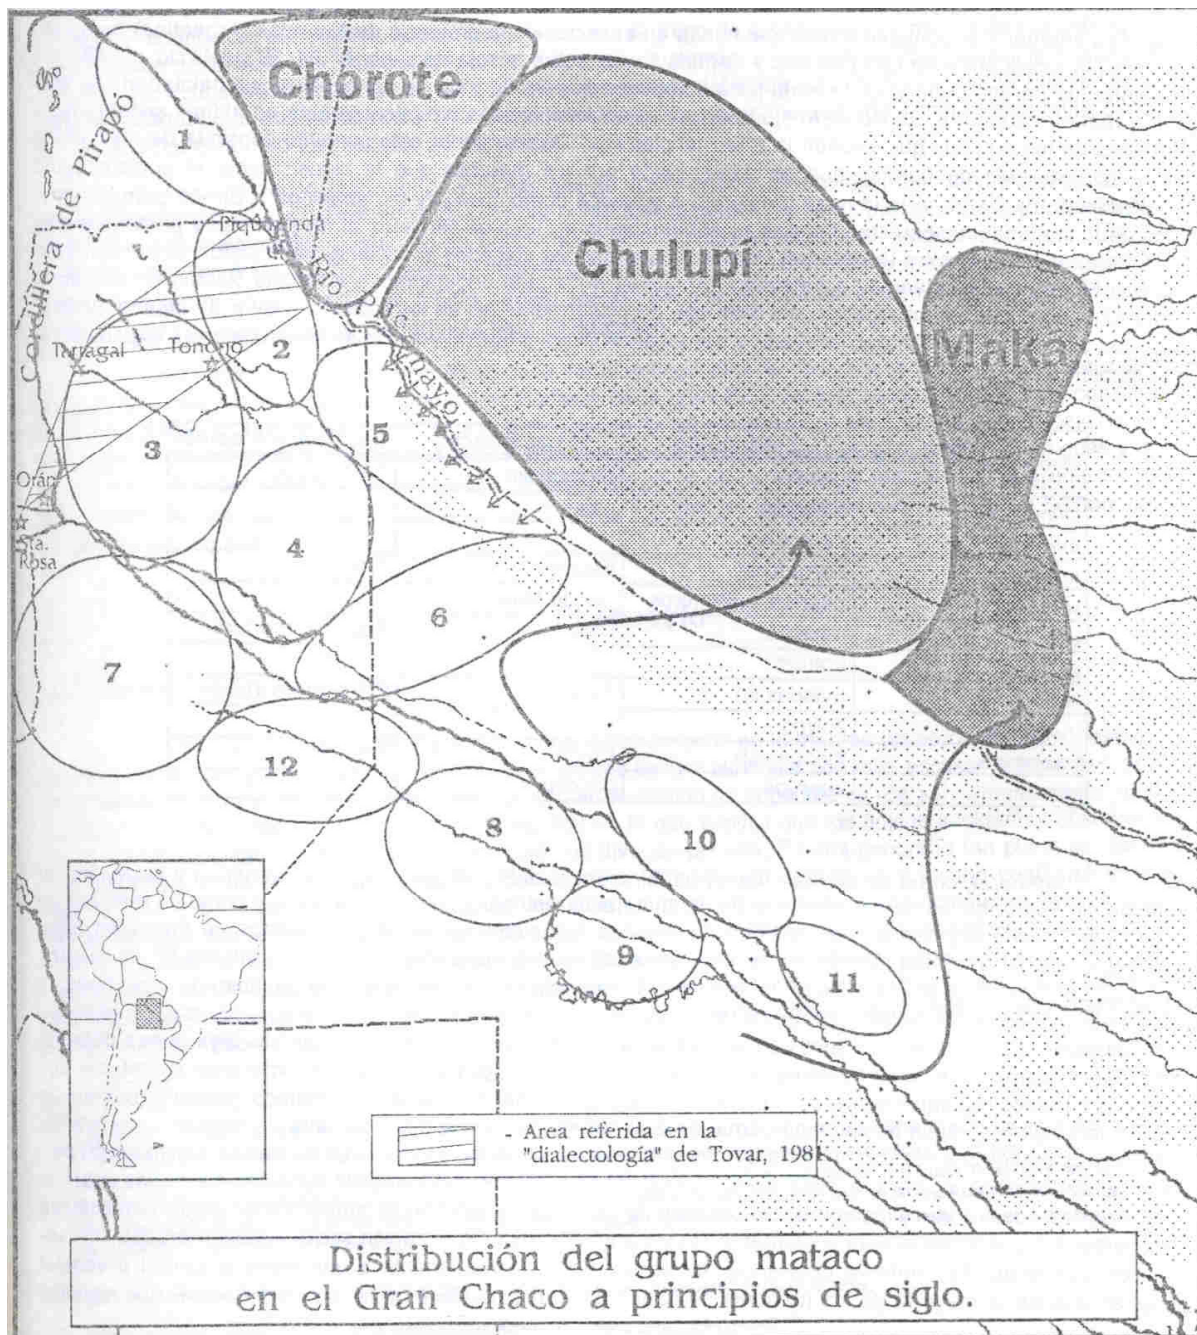 Chorote
Cordillera de Pirapó
Piquirenda
Río Pilcomayo
Chulupí
Maká
Tartagal
Tonono
2
3
5
Orán
Sta.
Rosa
4
6
7
12
8
10
9
11
- Area referida en la
"dialectología" de Tovar, 1981
Distribución del grupo mataco
en el Gran Chaco a principios de siglo.